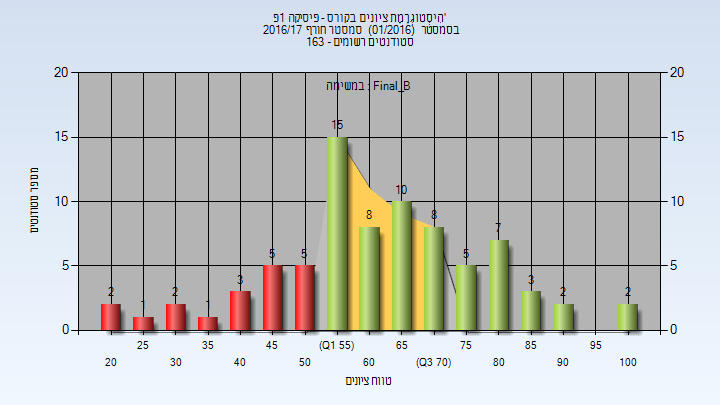 היסטוגרמת ציונים בקורס - פיסיקה 1פ'
בסמסטר (01/2016) סמסטר חורף 2016/17
163 - סטודנטים רשומים
במשימה : Final_B
20 20
15 15
10 10
5 5
0 0
מספר סטודנטים
2 1 2 1 3 5 5 15 8 10 8 5 7 3 2 2
25 35 45 (Q1 55) 65 75 85 95
20 30 40 50 60 (Q3 70) 80 90 100
טווח ציונים